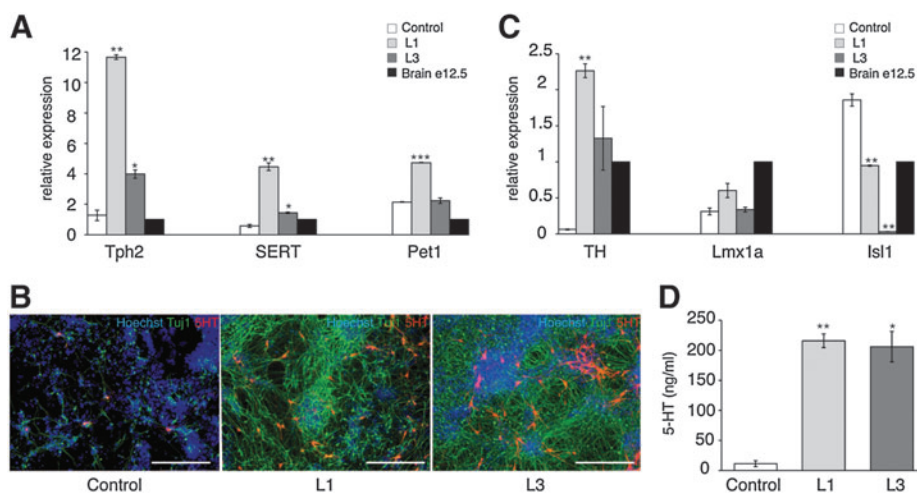 A
Control
L1
L3
Brain e12.5
relative expression
12
10
8
6
4
2
0
**
*
**
*
***
Tph2
SERT
Pet1
C
Control
L1
L3
Brain e12.5
relative expression
2.5
2
1.5
1
0.5
0
**
**
**
TH
Lmx1a
Isl1
B
Hoechst Tuj1 5HT
Hoechst Tuj1 5HT
Hoechst Tuj1 5HT
Control
L1
L3
D
5-HT (ng/ml)
250
200
150
100
50
0
**
*
Control
L1
L3